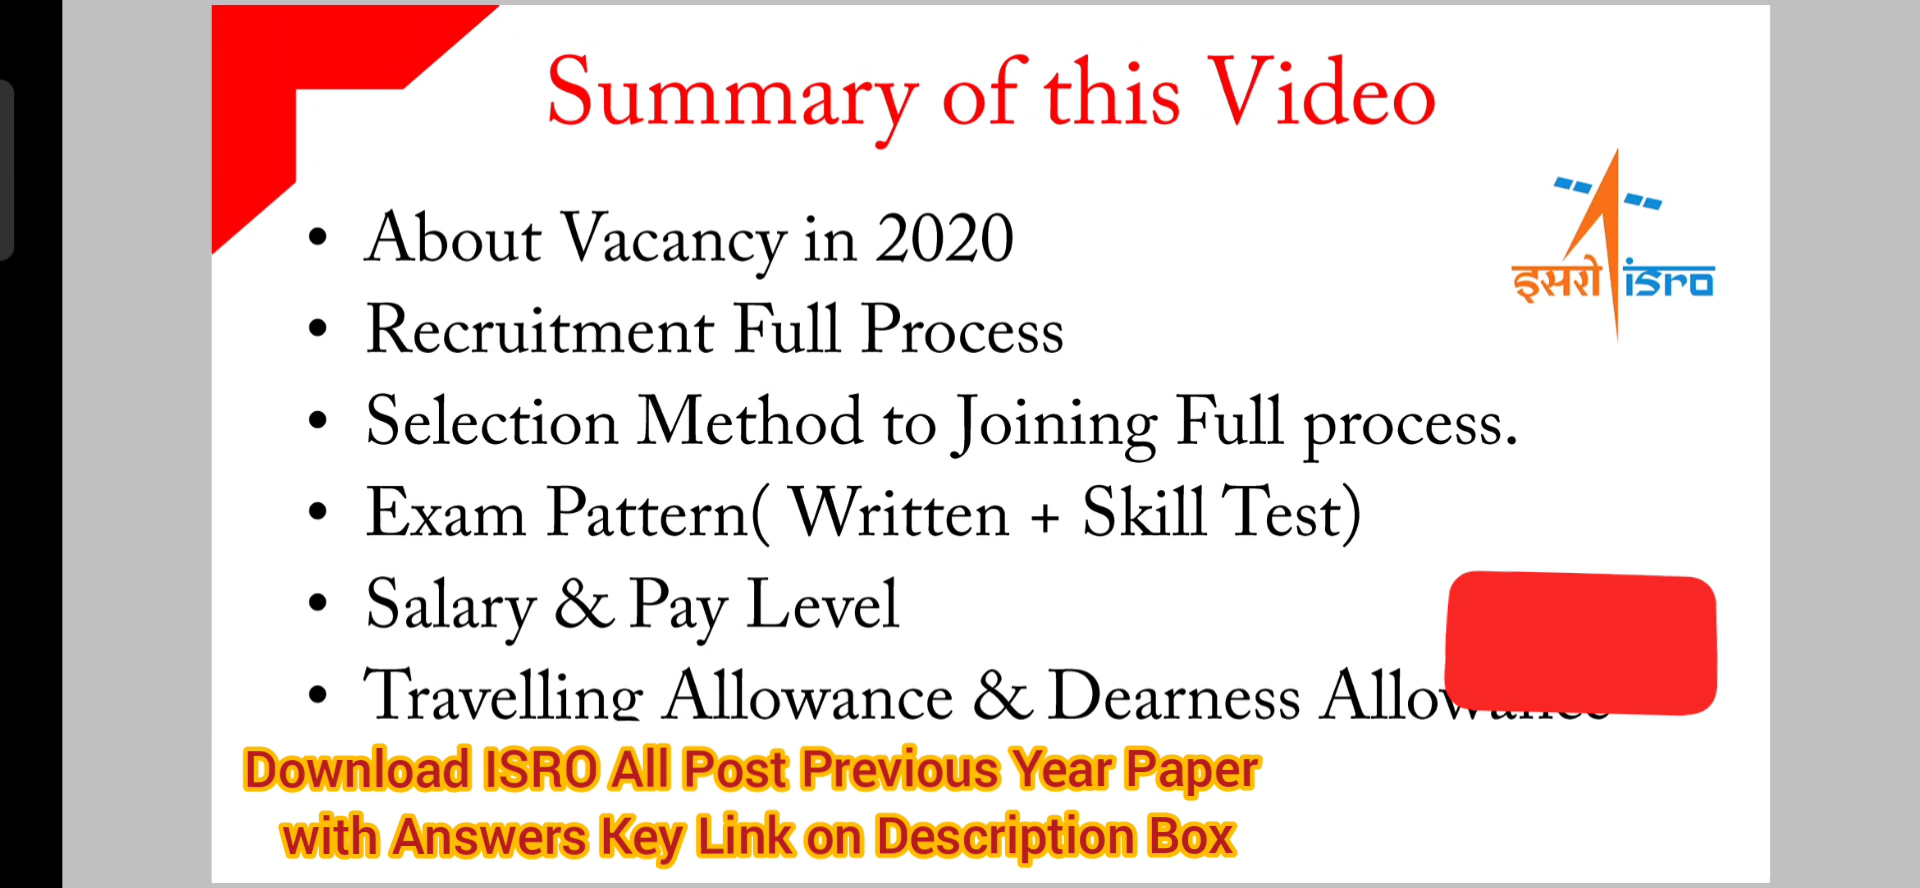 Summary of this Video
• About Vacancy in 2020
इसरो isro
• Recruitment Full Process
• Selection Method to Joining Full process.
• Exam Pattern( Written + Skill Test)
• Salary & Pay Level
• Travelling Allowance & Dearness
Download ISRO All Post Previous Year Paper
with Answers Key Link on Description Box